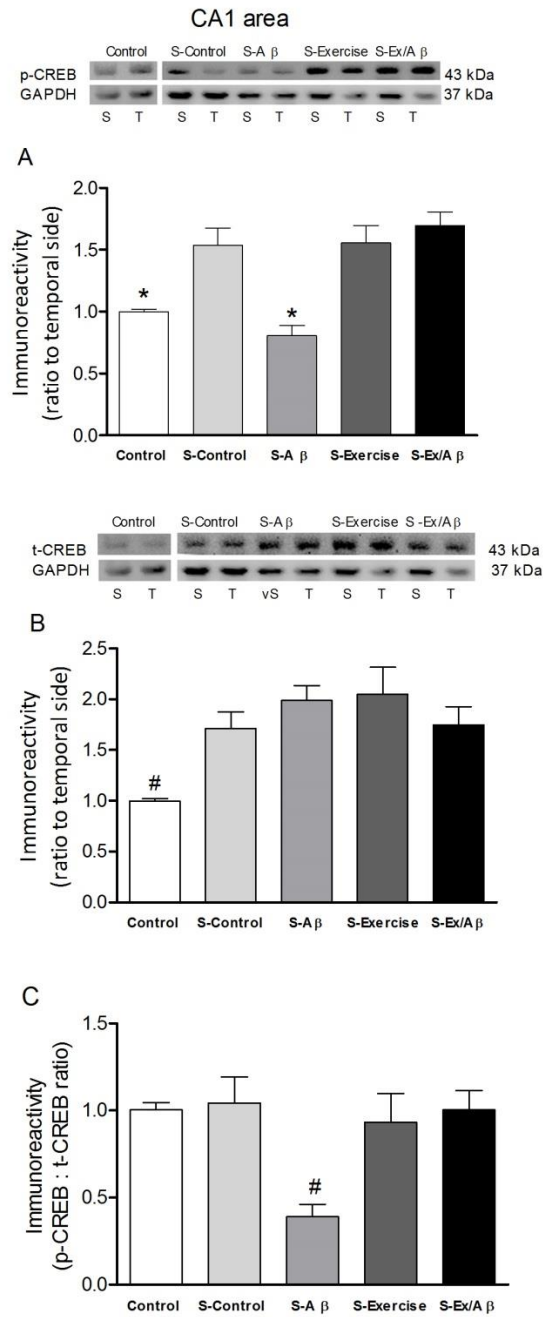 CA1 area
Control S-Control S-A β S-Exercise S-Ex/A β
p-CREB 43 kDa
GAPDH 37 kDa
S T S T S T S T S T
A
Immunoreactivity
(ratio to temporal side)
2.0
1.5
1.0
0.5
0.0
* *
Control S-Control S-A β S-Exercise S-Ex/A β
Control S-Control S-Aβ S-Exercise S -Ex/Aβ
t-CREB 43 kDa
GAPDH 37 kDa
S T S T vS T S T S T
B
Immunoreactivity
(ratio to temporal side)
2.5
2.0
1.5
1.0
0.5
0.0
#
Control S-Control S-A β S-Exercise S-Ex/A β
C
Immunoreactivity
(p-CREB : t-CREB ratio)
1.5
1.0
0.5
0.0
#
Control S-Control S-A β S-Exercise S-Ex/A β